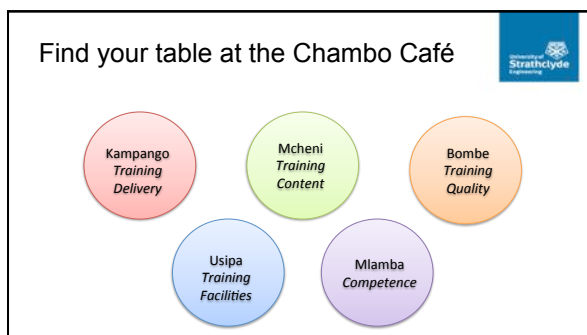 Find your table at the Chambo Café
University of
Strathclyde
Engineering
Kampango
Training
Delivery
Mcheni
Training
Content
Bombe
Training
Quality
Usipa
Training
Facilities
Mlamba
Competence